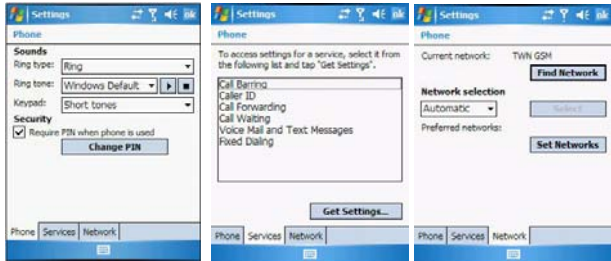 Settings
ok
Phone
Sounds
Ring type: Ring
Ring tone: Windows Default
Keypad: Short tones
Security
Require PIN when phone is used
Change PIN
Phone Services Network
Settings
ok
Phone
To access settings for a service, select it from
the following list and tap "Get Settings".
Call Barring
Caller ID
Call Forwarding
Call Waiting
Voice Mail and Text Messages
Fixed Dialing
Get Settings...
Phone Services Network
Settings
ok
Phone
Current network: TWN GSM
Find Network
Network selection
Automatic Select
Preferred networks:
Set Networks
Phone Services Network